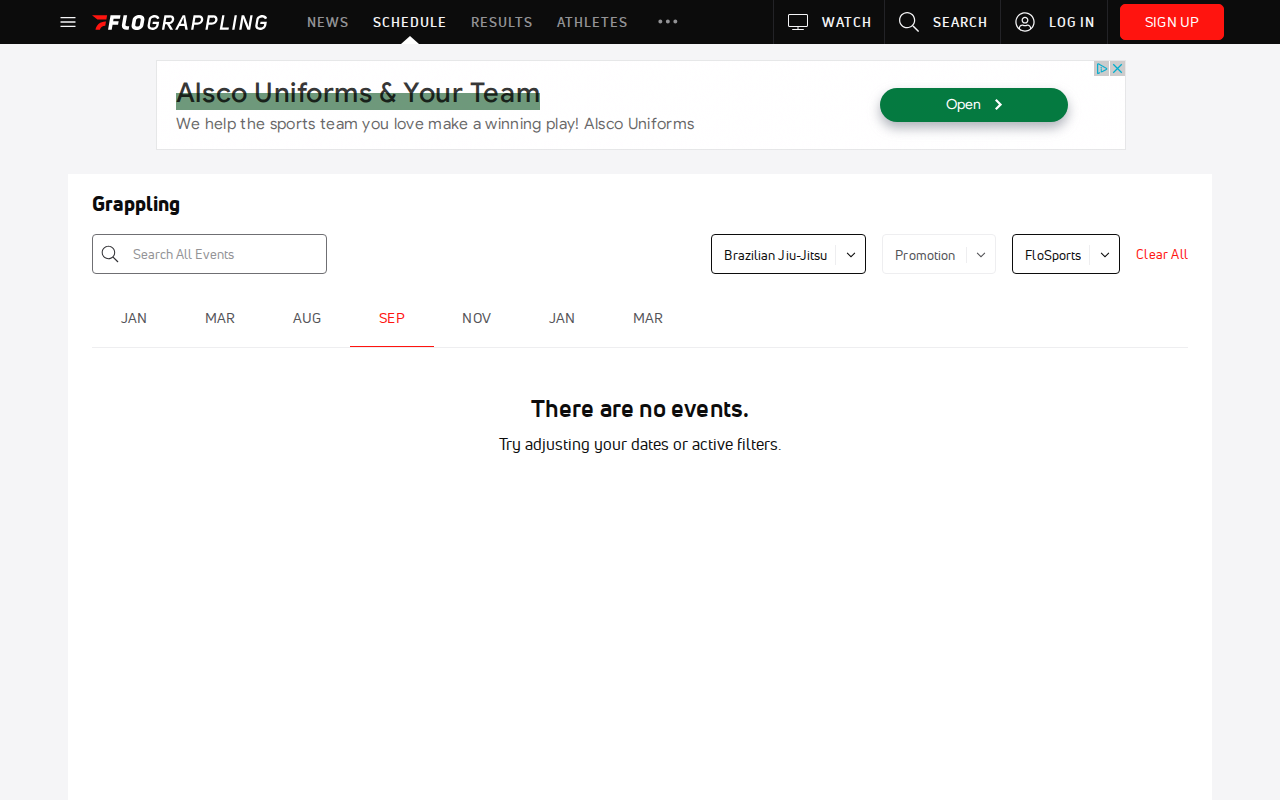 FLOGRAPPLING NEWS SCHEDULE RESULTS ATHLETES WATCH SEARCH LOG IN SIGN UP
Alsco Uniforms & Your Team
We help the sports team you love make a winning play! Alsco Uniforms
Open
Grappling
Search All Events Brazilian Jiu-Jitsu Promotion FloSports Clear All
JAN MAR AUG SEP NOV JAN MAR
There are no events.
Try adjusting your dates or active filters.